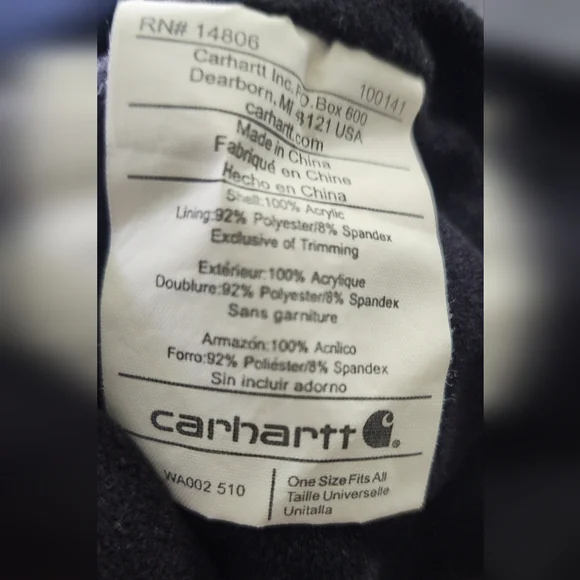 RN# 14806
100141
Carhartt Inc. P.O. Box 600
Dearborn, MI 48121 USA
carhartt.com
Made in China
Fabriqué en Chine
Hecho en China
Shell:100% Acrylic
Lining:92% Polyester/8% Spandex
Exclusive of Trimming
Extérieur:100% Acrylique
Doublure:92% Polyester/8% Spandex
Sans garniture
Armazón:100% Acrílico
Forro:92% Poliéster/8% Spandex
Sin incluir adorno
carhartt
WA002 510
One Size Fits All
Taille Universelle
Unitalla